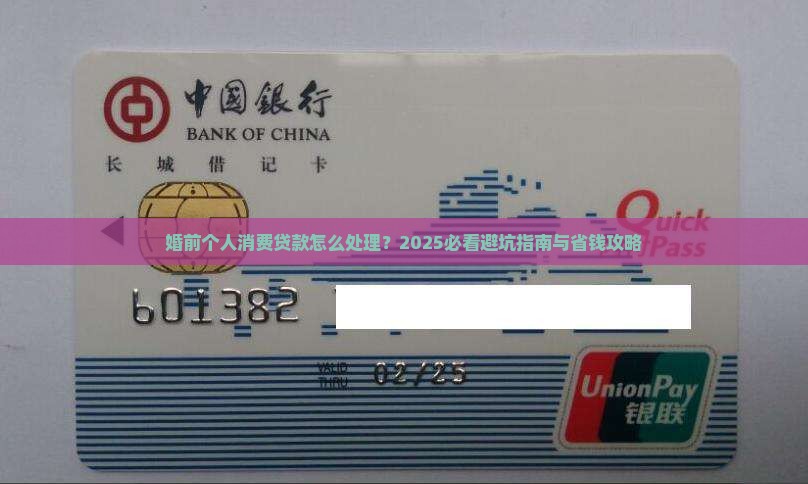 中國銀行
BANK OF CHINA
长城借记卡
Quick
Pass
婚前个人消费贷款怎么处理？2025必看避坑指南与省钱攻略
601382
VALID
THRU
02/25
UnionPay
银联